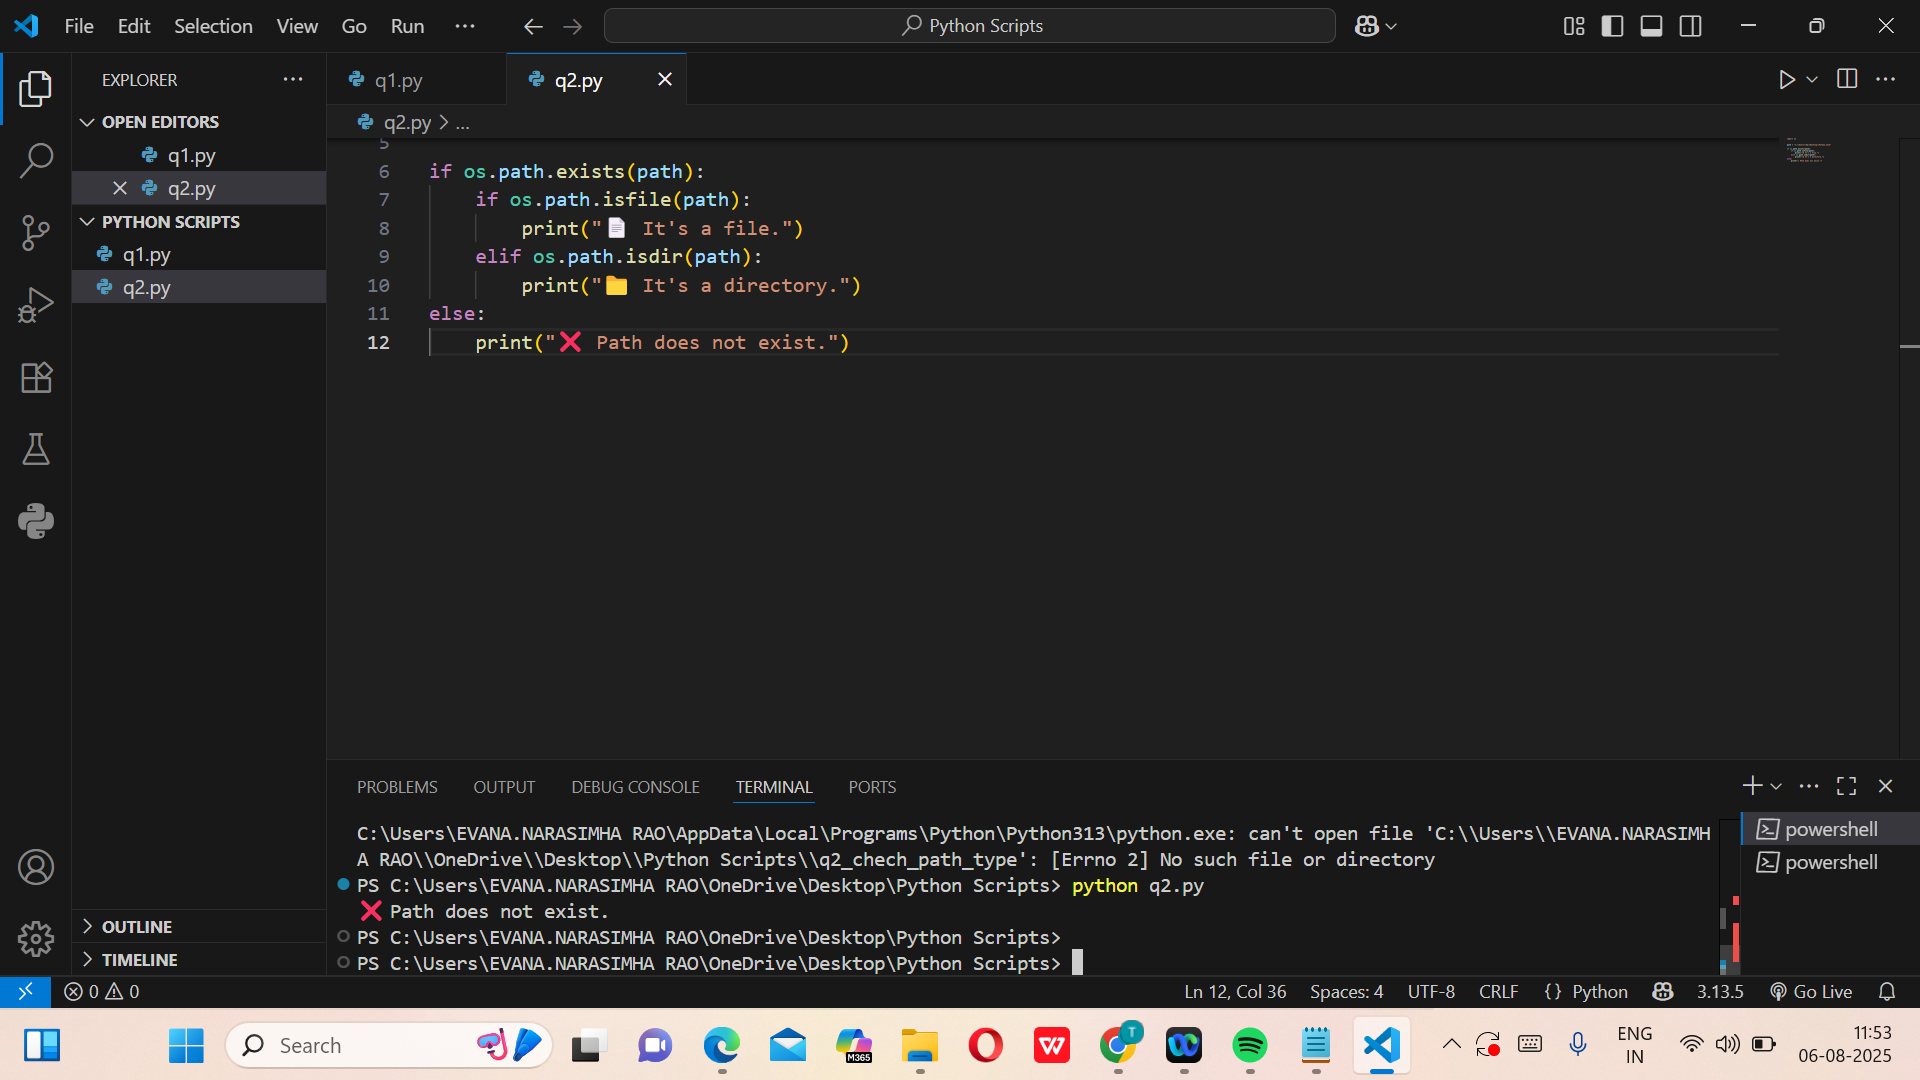 File Edit Selection View Go Run ... Python Scripts
EXPLORER ...
OPEN EDITORS
q1.py
q2.py
PYTHON SCRIPTS
q1.py
q2.py
OUTLINE
TIMELINE
q1.py q2.py
q2.py > ...
5
6 if os.path.exists(path):
7 if os.path.isfile(path):
8 print("📄 It's a file.")
9 elif os.path.isdir(path):
10 print("📁 It's a directory.")
11 else:
12 print("❌ Path does not exist.")
PROBLEMS OUTPUT DEBUG CONSOLE TERMINAL PORTS
C:\Users\EVANA.NARASIMHA RAO\AppData\Local\Programs\Python\Python313\python.exe: can't open file 'C:\\Users\\EVANA.NARASIMH
A RAO\\OneDrive\\Desktop\\Python Scripts\\q2_chech_path_type': [Errno 2] No such file or directory
PS C:\Users\EVANA.NARASIMHA RAO\OneDrive\Desktop\Python Scripts> python q2.py
❌ Path does not exist.
PS C:\Users\EVANA.NARASIMHA RAO\OneDrive\Desktop\Python Scripts>
PS C:\Users\EVANA.NARASIMHA RAO\OneDrive\Desktop\Python Scripts>
powershell
powershell
0 0 Ln 12, Col 36 Spaces: 4 UTF-8 CRLF {} Python 3.13.5 Go Live
Search
M365
W
T
ENG
IN
11:53
06-08-2025